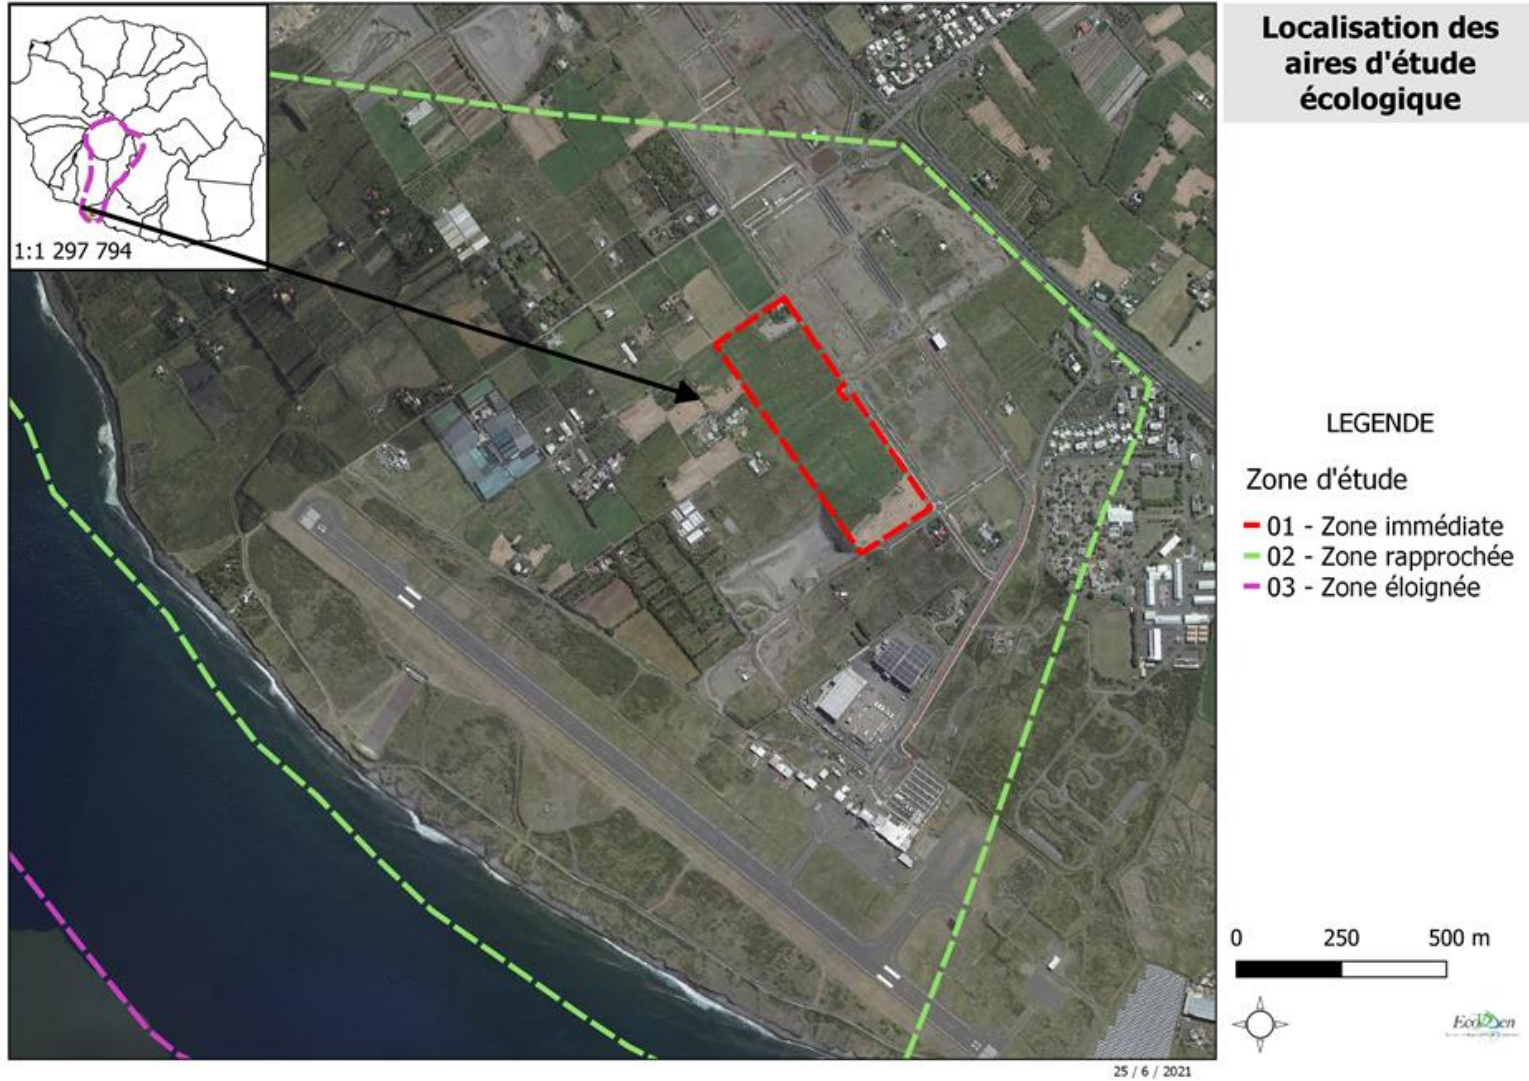 Localisation des
aires d'étude
écologique
1:1 297 794
LEGENDE
Zone d'étude
01 - Zone immédiate
02 - Zone rapprochée
03 - Zone éloignée
0 250 500 m
25 / 6 / 2021